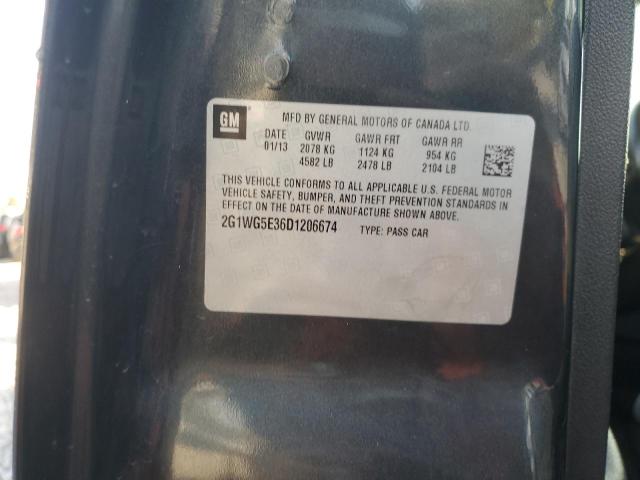 GM
MFD BY GENERAL MOTORS OF CANADA LTD.
DATE GVWR GAWR FRT GAWR RR
01/13 2078 KG 1124 KG 954 KG
4582 LB 2478 LB 2104 LB
THIS VEHICLE CONFORMS TO ALL APPLICABLE U.S. FEDERAL MOTOR
VEHICLE SAFETY, BUMPER, AND THEFT PREVENTION STANDARDS IN
EFFECT ON THE DATE OF MANUFACTURE SHOWN ABOVE.
2G1WG5E36D1206674 TYPE: PASS CAR